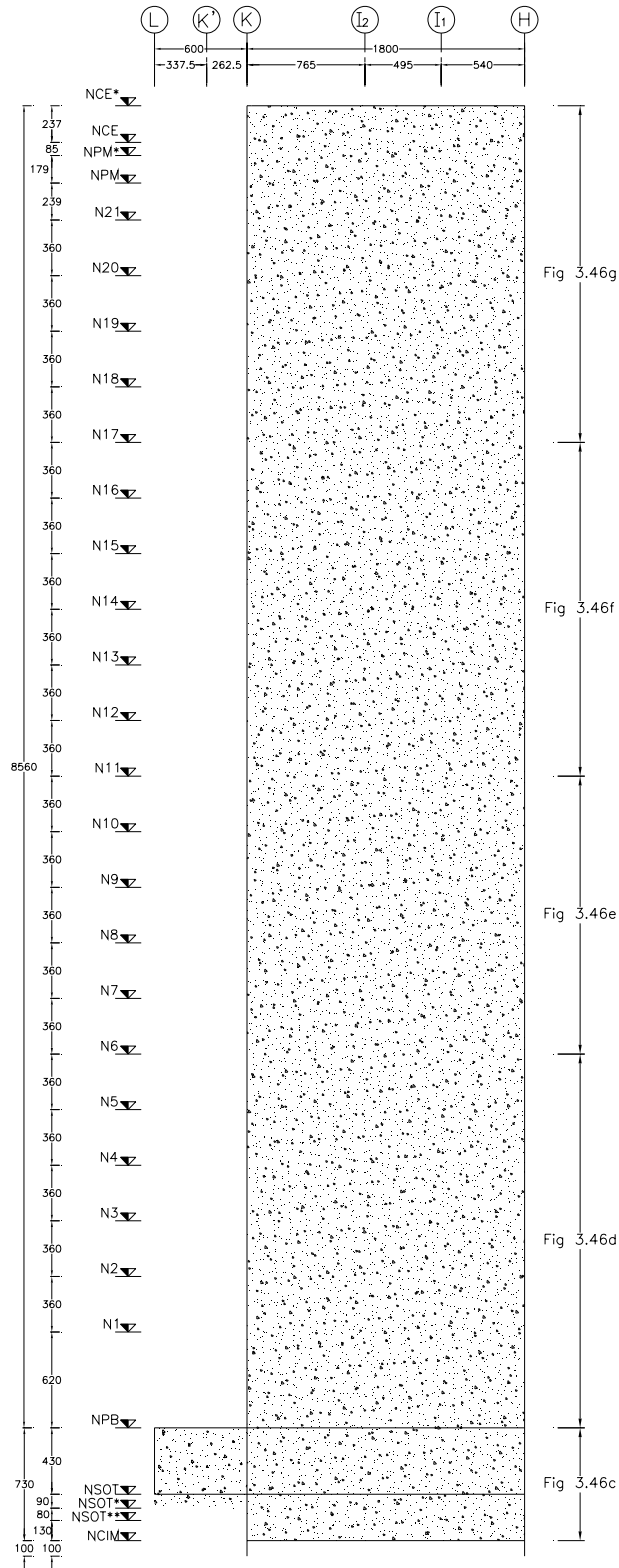 L K' K I2 I1 H
600 1800
337.5 262.5 765 495 540
NCE*
237
NCE
85
NPM*
179
NPM
239
N21
360
N20
Fig 3.46g
360
N19
360
N18
360
N17
360
N16
360
N15
360
N14
Fig 3.46f
360
N13
360
N12
360
8560
N11
360
N10
360
N9
Fig 3.46e
360
N8
360
N7
360
N6
360
N5
360
N4
360
N3
Fig 3.46d
360
N2
360
N1
620
NPB
430
Fig 3.46c
730
NSOT
90
NSOT*
80
NSOT**
130
NCIM
100 100